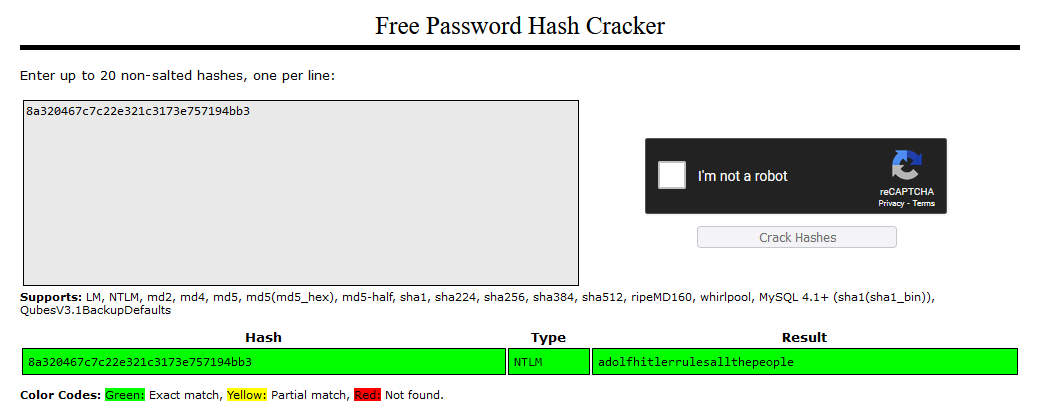 Free Password Hash Cracker
Enter up to 20 non-salted hashes, one per line:
8a320467c7c22e321c3173e757194bb3
I'm not a robot
reCAPTCHA
Privacy - Terms
Crack Hashes
Supports: LM, NTLM, md2, md4, md5, md5(md5_hex), md5-half, sha1, sha224, sha256, sha384, sha512, ripeMD160, whirlpool, MySQL 4.1+ (sha1(sha1_bin)),
QubesV3.1BackupDefaults
Hash Type Result
8a320467c7c22e321c3173e757194bb3 NTLM adolfhitlerrulesallthepeople
Color Codes: Green: Exact match, Yellow: Partial match, Red: Not found.